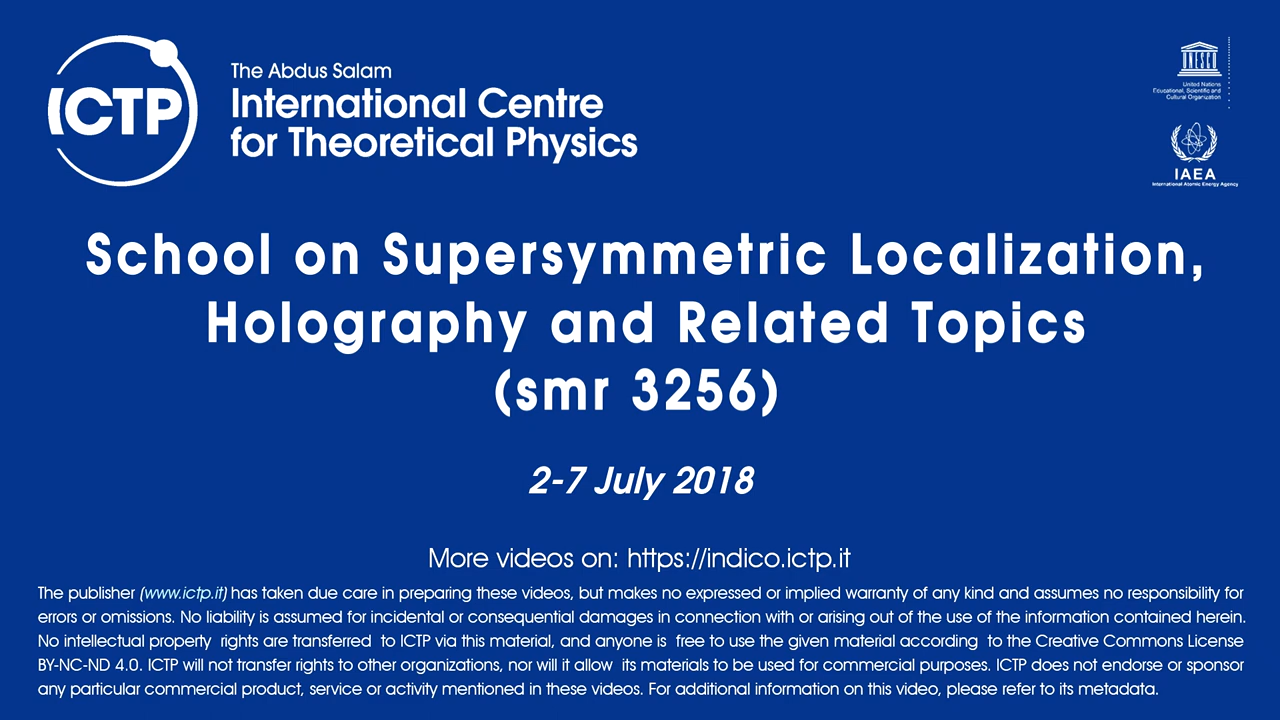 ICTP
The Abdus Salam
International Centre
for Theoretical Physics
UNESCO
United Nations
Educational, Scientific and
Cultural Organization
IAEA
International Atomic Energy Agency
School on Supersymmetric Localization,
Holography and Related Topics
(smr 3256)
2-7 July 2018
More videos on: https://indico.ictp.it
The publisher (www.ictp.it) has taken due care in preparing these videos, but makes no expressed or implied warranty of any kind and assumes no responsibility for
errors or omissions. No liability is assumed for incidental or consequential damages in connection with or arising out of the use of the information contained herein.
No intellectual property rights are transferred to ICTP via this material, and anyone is free to use the given material according to the Creative Commons License
BY-NC-ND 4.0. ICTP will not transfer rights to other organizations, nor will it allow its materials to be used for commercial purposes. ICTP does not endorse or sponsor
any particular commercial product, service or activity mentioned in these videos. For additional information on this video, please refer to its metadata.